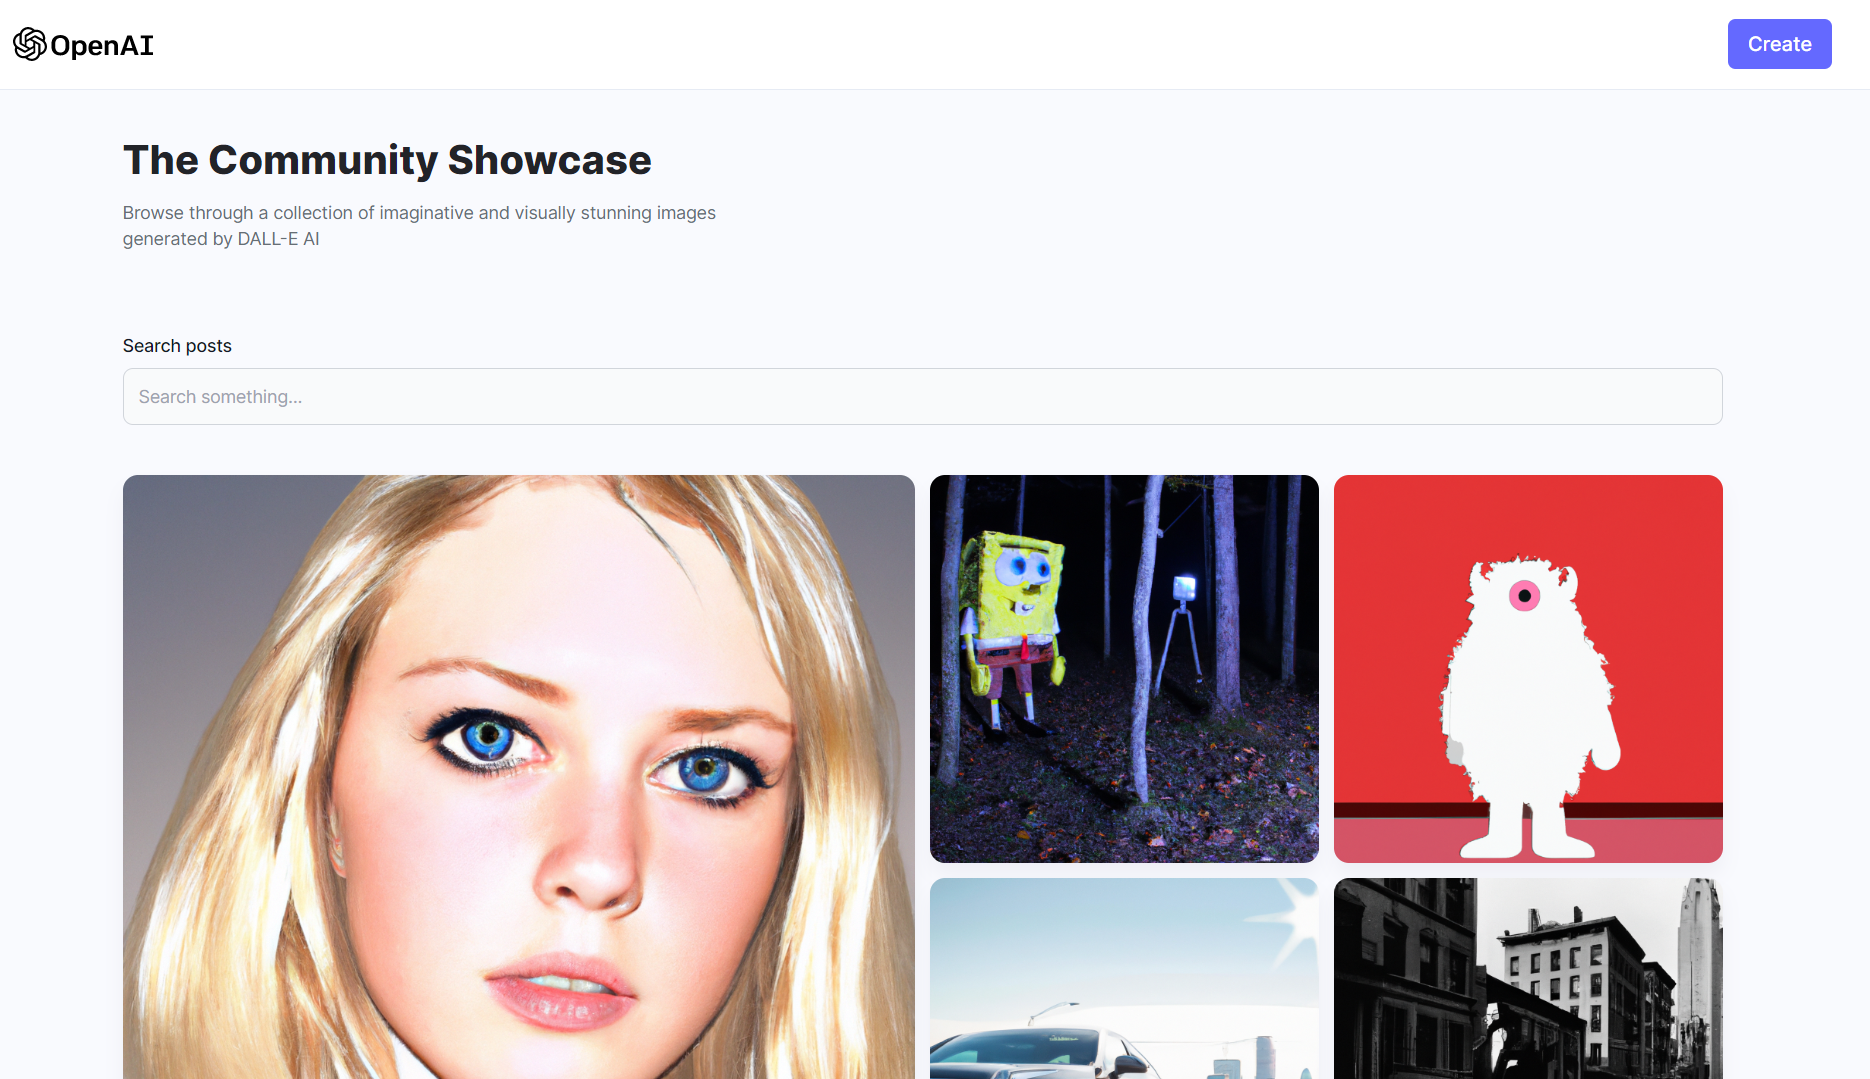 OpenAI
Create
The Community Showcase
Browse through a collection of imaginative and visually stunning images
generated by DALL-E AI
Search posts
Search something...